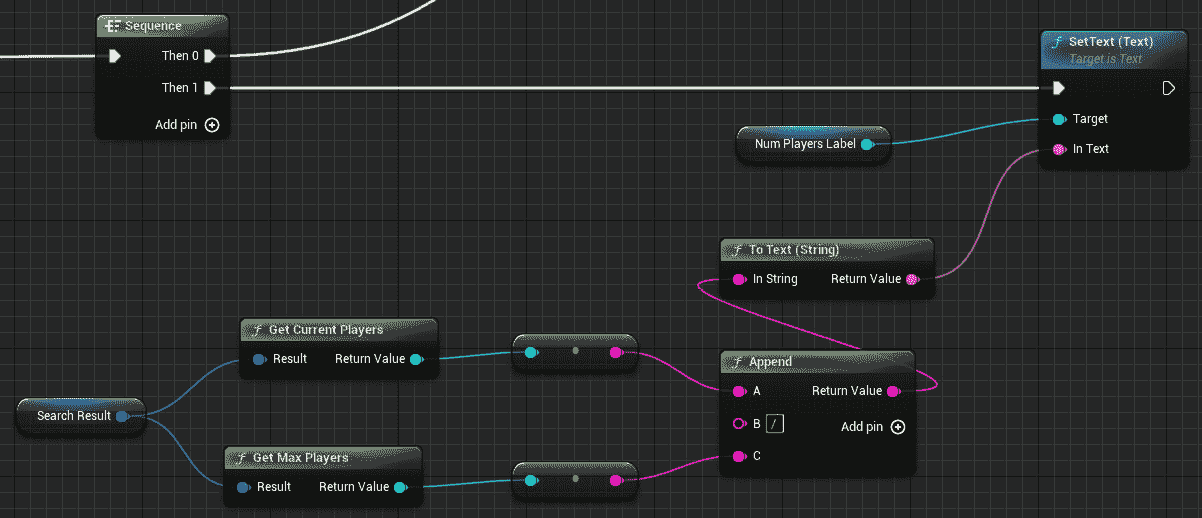 Sequence
Then 0
Then 1
Add pin
SetText (Text)
Target is Text
Target
In Text
Num Players Label
To Text (String)
In String Return Value
Get Current Players
Result Return Value
Search Result
Append
A Return Value
B / Add pin
C
Get Max Players
Result Return Value